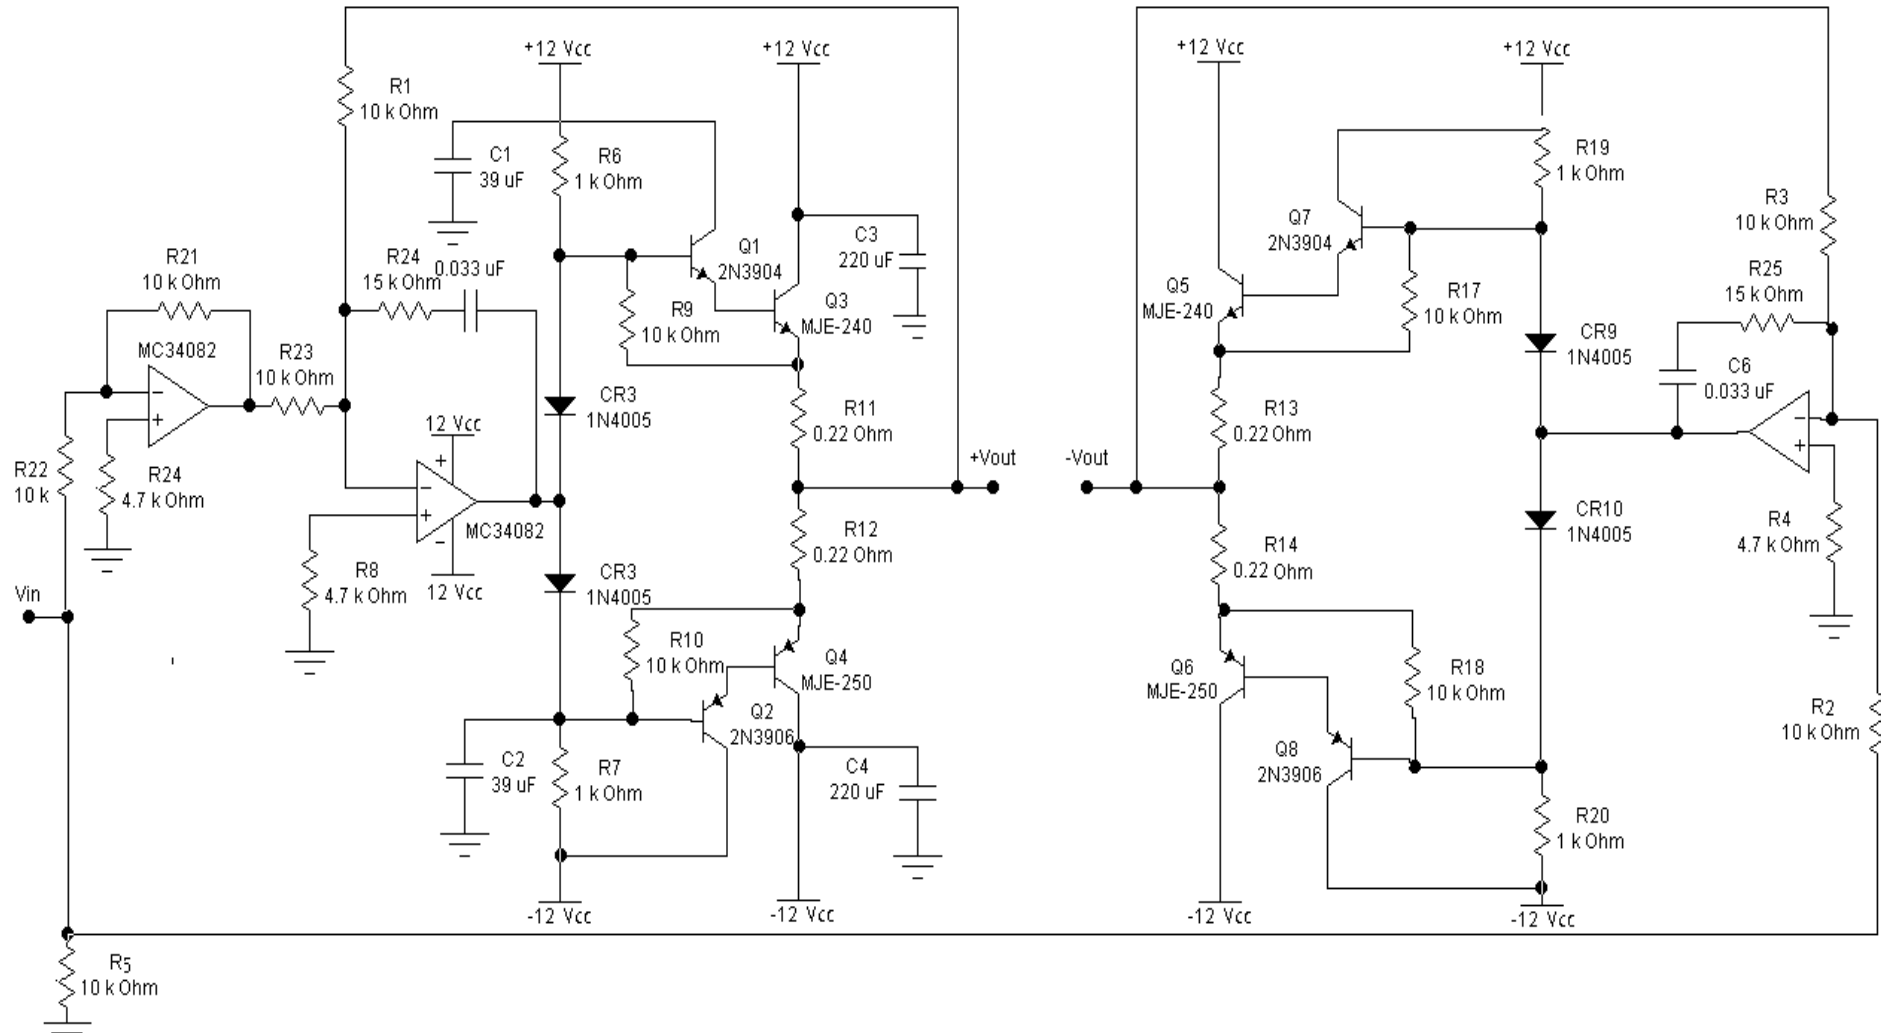 +12 Vcc
+12 Vcc
+12 Vcc
+12 Vcc
R1
10 k Ohm
C1
39 uF
R6
1 k Ohm
R19
1 k Ohm
R3
10 k Ohm
Q7
2N3904
Q1
2N3904
C3
220 uF
R21
10 k Ohm
R24
15 k Ohm
0.033 uF
R25
15 k Ohm
Q5
MJE-240
R17
10 k Ohm
R9
10 k Ohm
Q3
MJE-240
MC34082
R23
10 k Ohm
CR9
1N4005
C6
0.033 uF
CR3
1N4005
R11
0.22 Ohm
R13
0.22 Ohm
12 Vcc
+Vout
-Vout
R22
10 k
R24
4.7 k Ohm
MC34082
CR10
1N4005
R4
4.7 k Ohm
R12
0.22 Ohm
R14
0.22 Ohm
R8
4.7 k Ohm
12 Vcc
CR3
1N4005
Vin
R10
10 k Ohm
Q4
MJE-250
Q6
MJE-250
R18
10 k Ohm
Q2
2N3906
R2
10 k Ohm
C2
39 uF
R7
1 k Ohm
C4
220 uF
Q8
2N3906
R20
1 k Ohm
-12 Vcc
-12 Vcc
-12 Vcc
-12 Vcc
R5
10 k Ohm